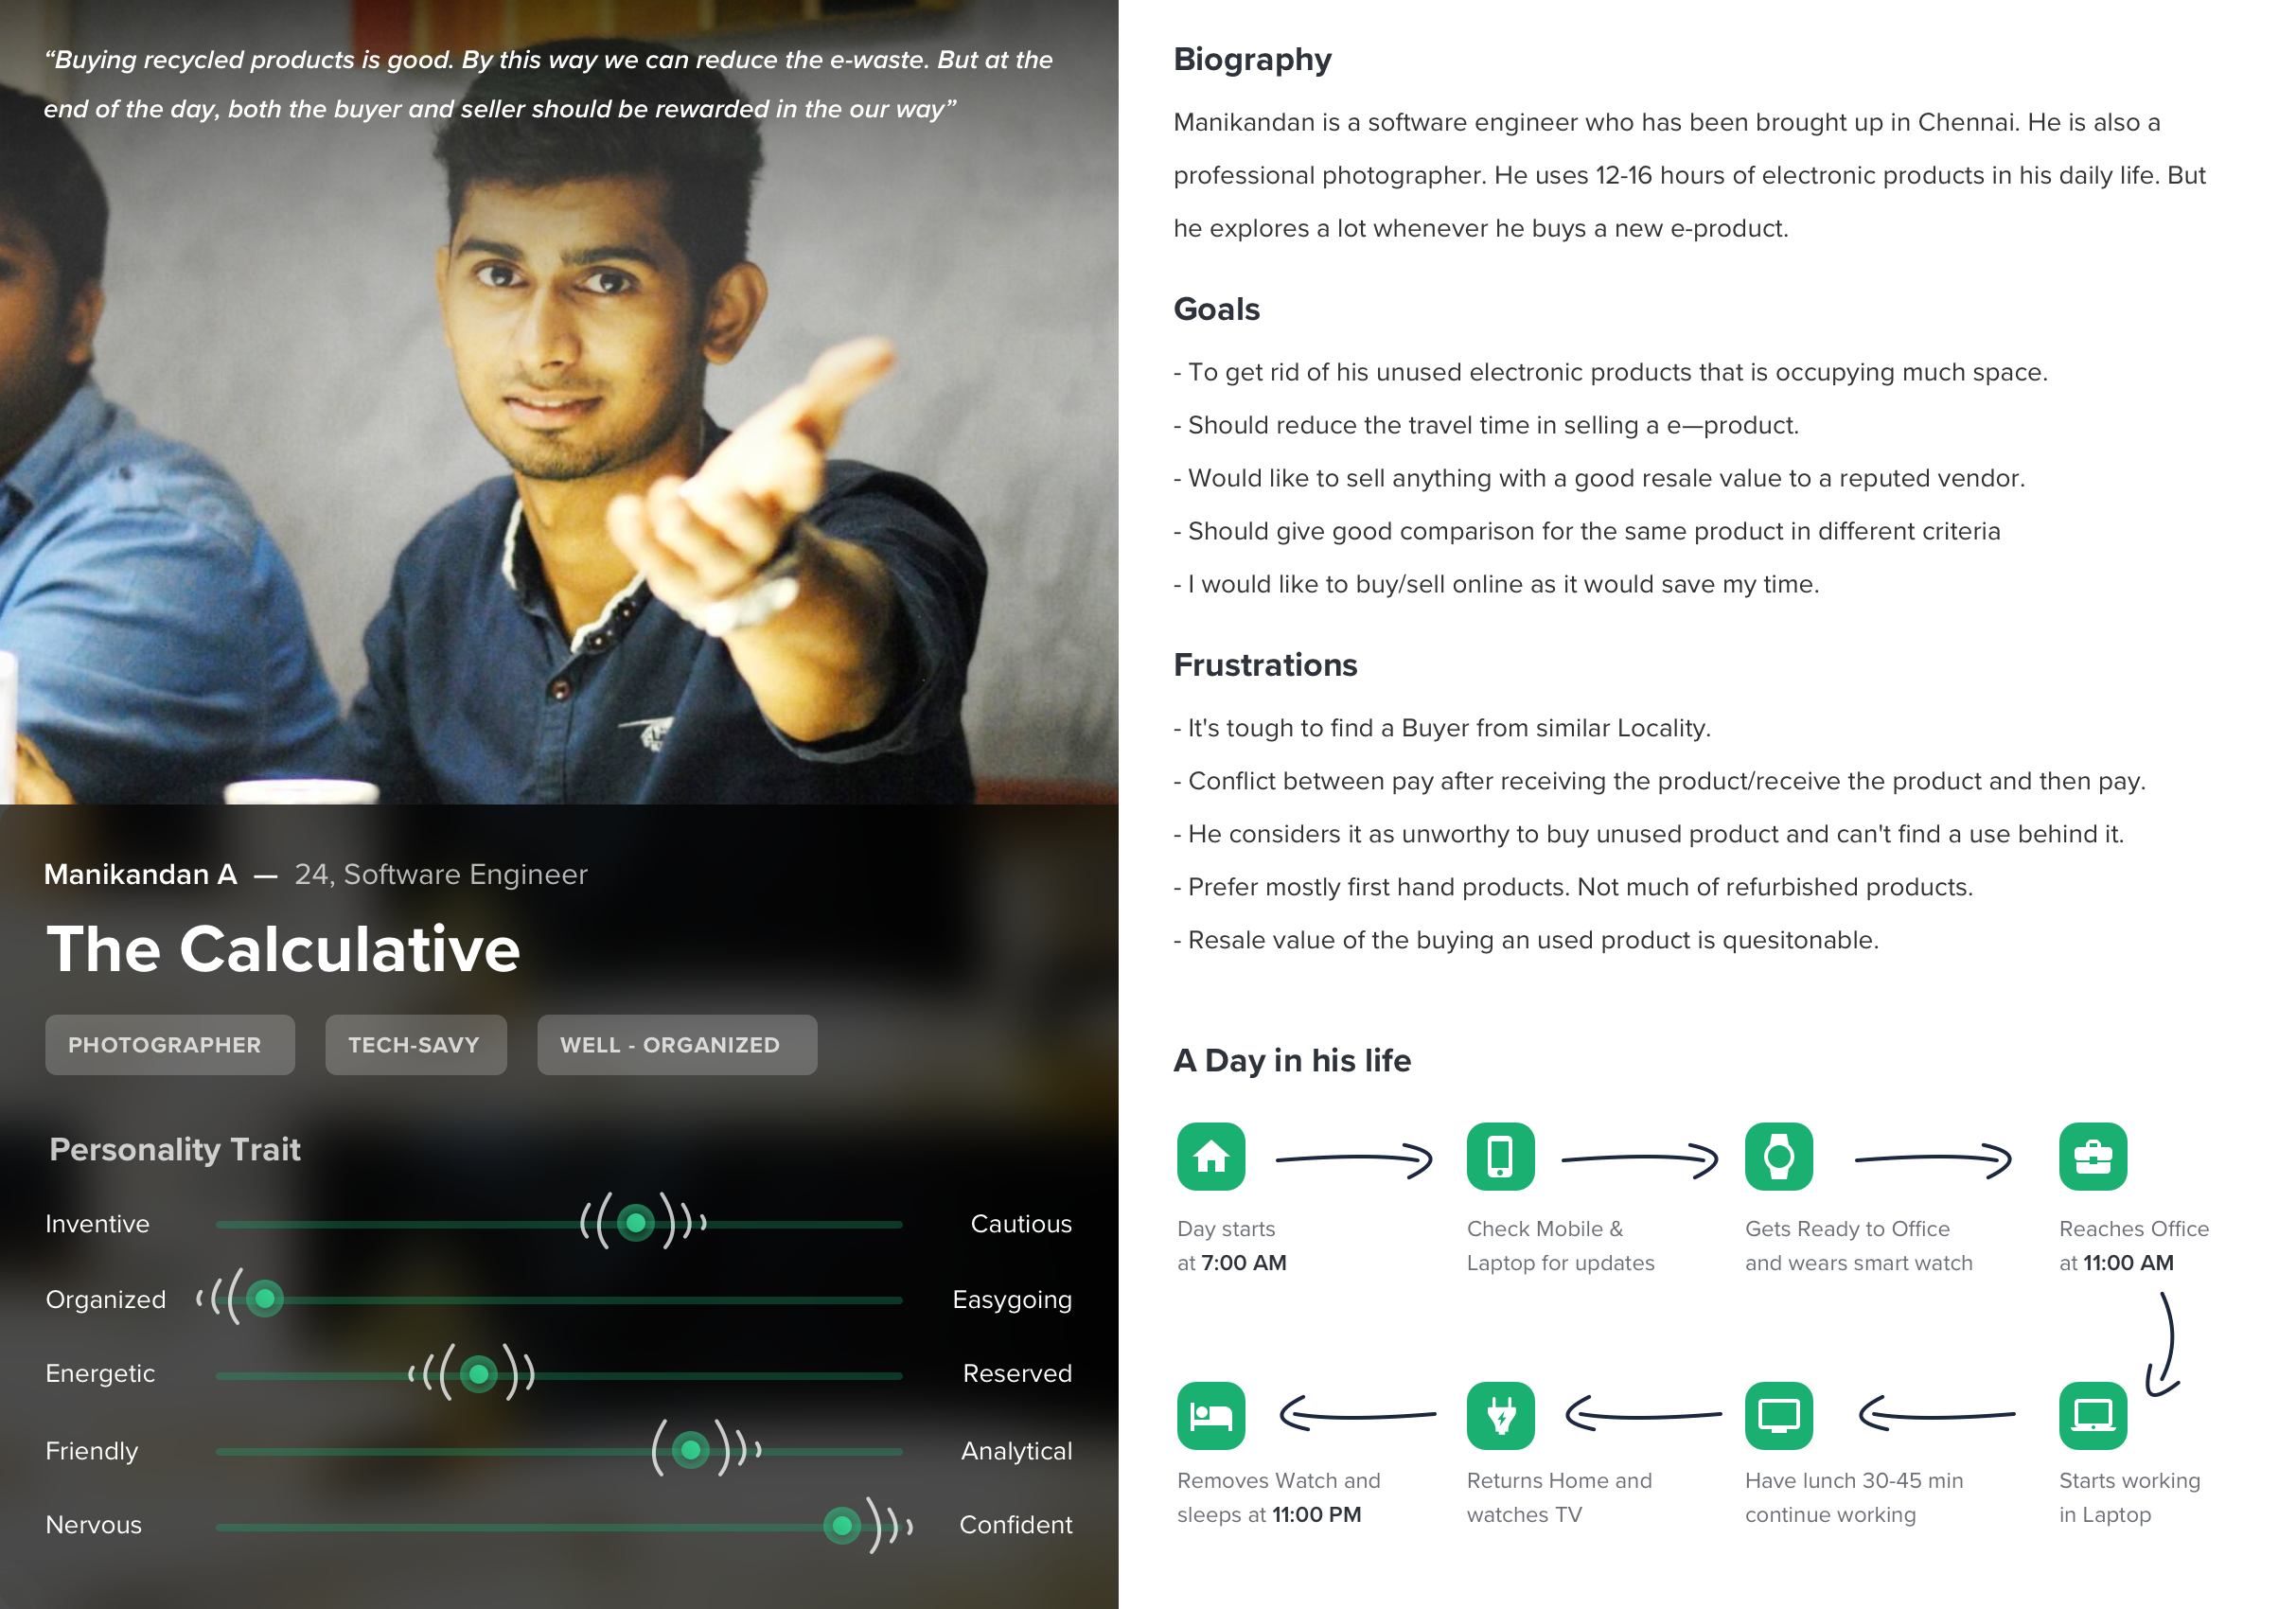 “Buying recycled products is good. By this way we can reduce the e-waste. But at the
end of the day, both the buyer and seller should be rewarded in the our way”
Manikandan A — 24, Software Engineer
The Calculative
PHOTOGRAPHER
TECH-SAVY
WELL - ORGANIZED
Personality Trait
Inventive Cautious
Organized Easygoing
Energetic Reserved
Friendly Analytical
Nervous Confident
Biography
Manikandan is a software engineer who has been brought up in Chennai. He is also a
professional photographer. He uses 12-16 hours of electronic products in his daily life. But
he explores a lot whenever he buys a new e-product.
Goals
- To get rid of his unused electronic products that is occupying much space.
- Should reduce the travel time in selling a e—product.
- Would like to sell anything with a good resale value to a reputed vendor.
- Should give good comparison for the same product in different criteria
- I would like to buy/sell online as it would save my time.
Frustrations
- It's tough to find a Buyer from similar Locality.
- Conflict between pay after receiving the product/receive the product and then pay.
- He considers it as unworthy to buy unused product and can't find a use behind it.
- Prefer mostly first hand products. Not much of refurbished products.
- Resale value of the buying an used product is quesitonable.
A Day in his life
Day starts
at 7:00 AM
Check Mobile &
Laptop for updates
Gets Ready to Office
and wears smart watch
Reaches Office
at 11:00 AM
Starts working
in Laptop
Have lunch 30-45 min
continue working
Returns Home and
watches TV
Removes Watch and
sleeps at 11:00 PM